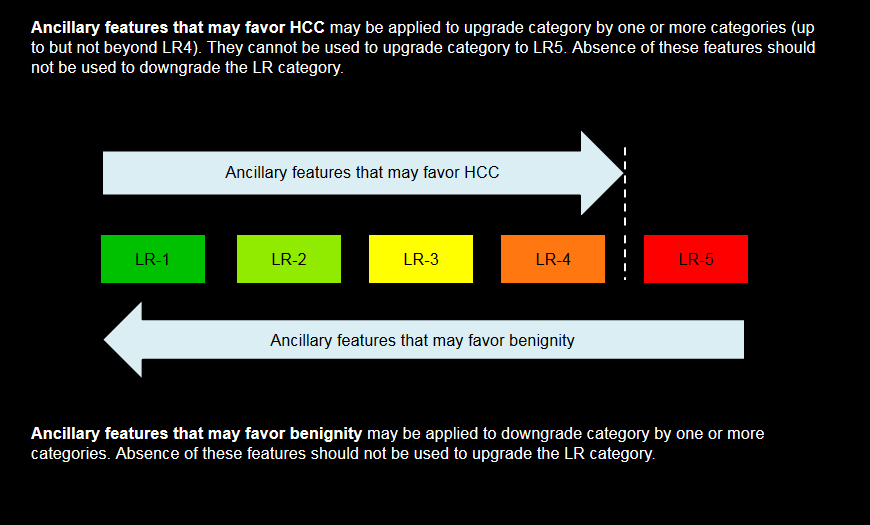 Ancillary features that may favor HCC may be applied to upgrade category by one or more categories (up
to but not beyond LR4). They cannot be used to upgrade category to LR5. Absence of these features should
not be used to downgrade the LR category.
Ancillary features that may favor HCC
LR-1 LR-2 LR-3 LR-4 LR-5
Ancillary features that may favor benignity
Ancillary features that may favor benignity may be applied to downgrade category by one or more
categories. Absence of these features should not be used to upgrade the LR category.